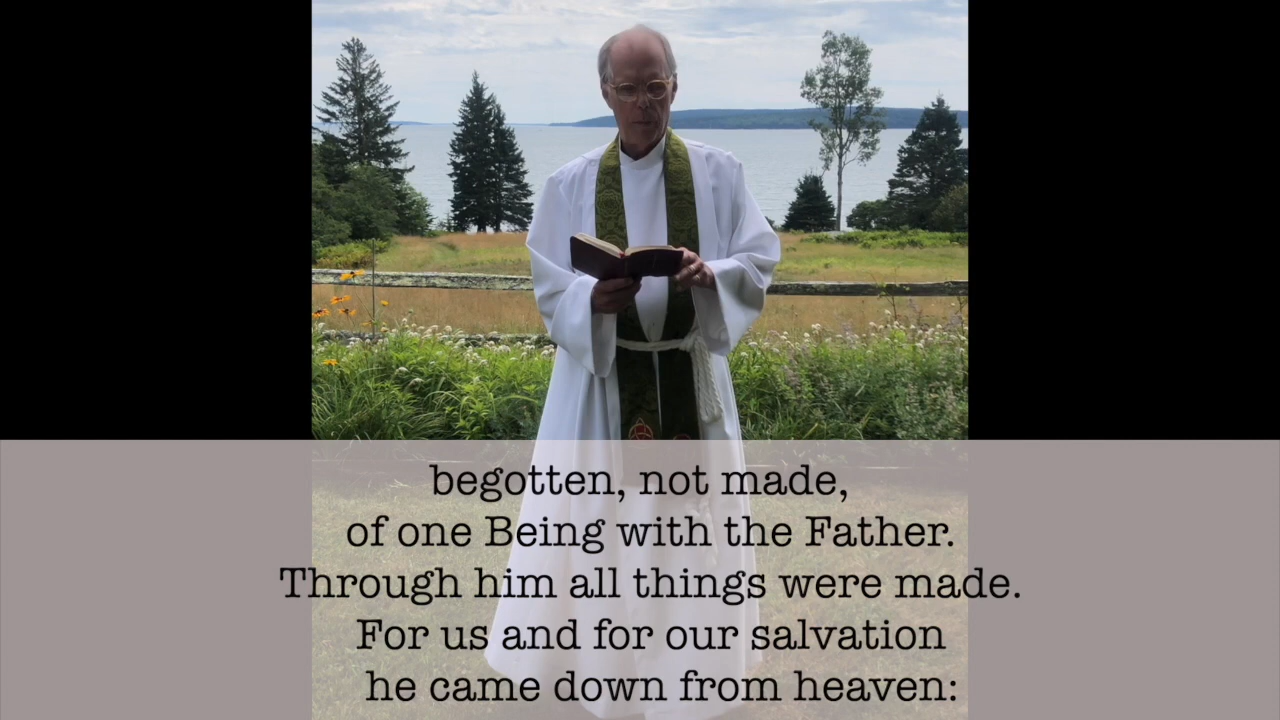 begotten, not made,
of one Being with the Father.
Through him all things were made.
For us and for our salvation
he came down from heaven: